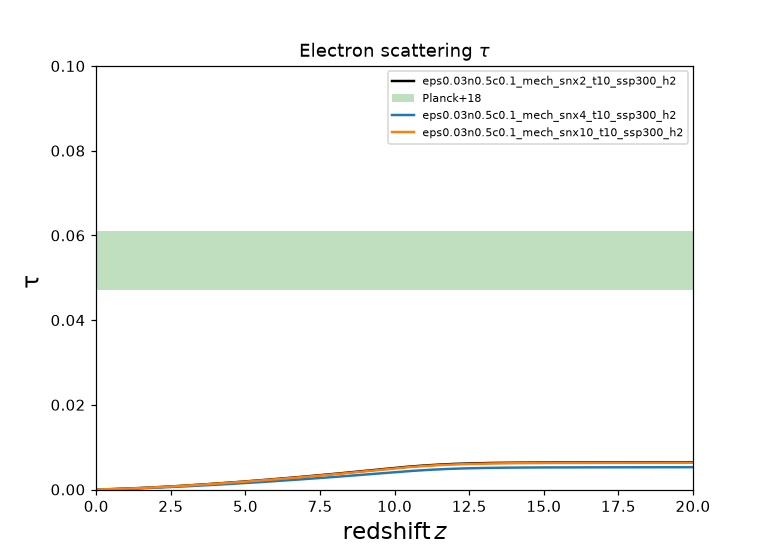 Electron scattering τ
0.10
0.08
0.06
0.04
0.02
0.00
τ
eps0.03n0.5c0.1_mech_snx2_t10_ssp300_h2
Planck+18
eps0.03n0.5c0.1_mech_snx4_t10_ssp300_h2
eps0.03n0.5c0.1_mech_snx10_t10_ssp300_h2
0.0 2.5 5.0 7.5 10.0 12.5 15.0 17.5 20.0
redshift z